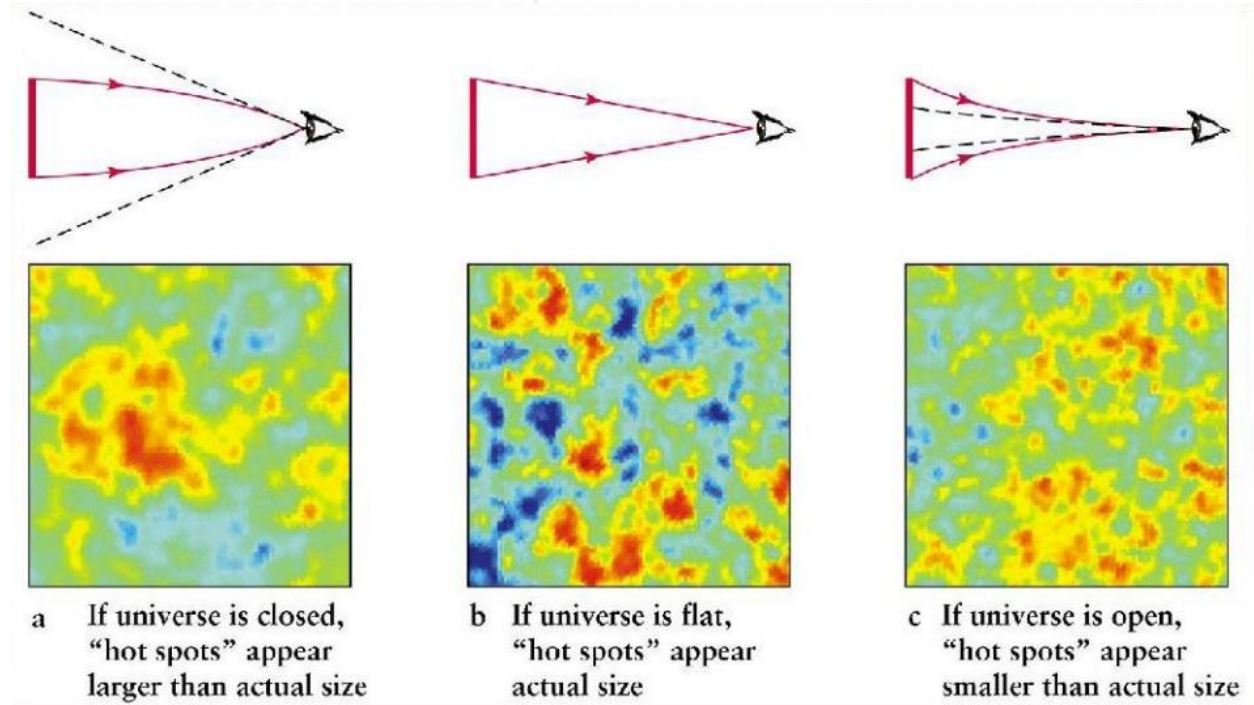 a If universe is closed,
“hot spots” appear
larger than actual size
b If universe is flat,
“hot spots” appear
actual size
c If universe is open,
“hot spots” appear
smaller than actual size